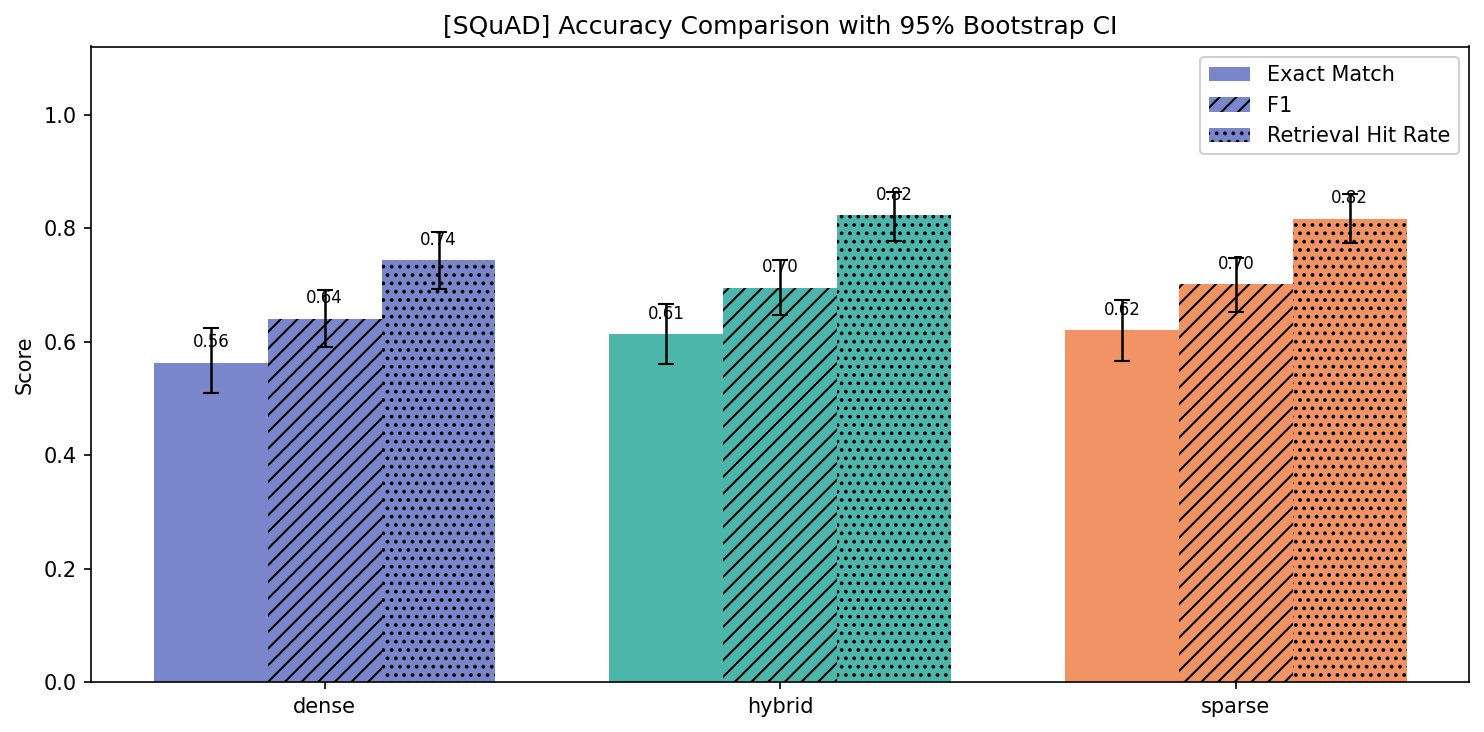 [SQuAD] Accuracy Comparison with 95% Bootstrap CI
Exact Match
F1
Retrieval Hit Rate
Score
1.0
0.8
0.6
0.4
0.2
0.0
0.56
0.64
0.74
0.61
0.70
0.82
0.62
0.70
0.82
dense
hybrid
sparse